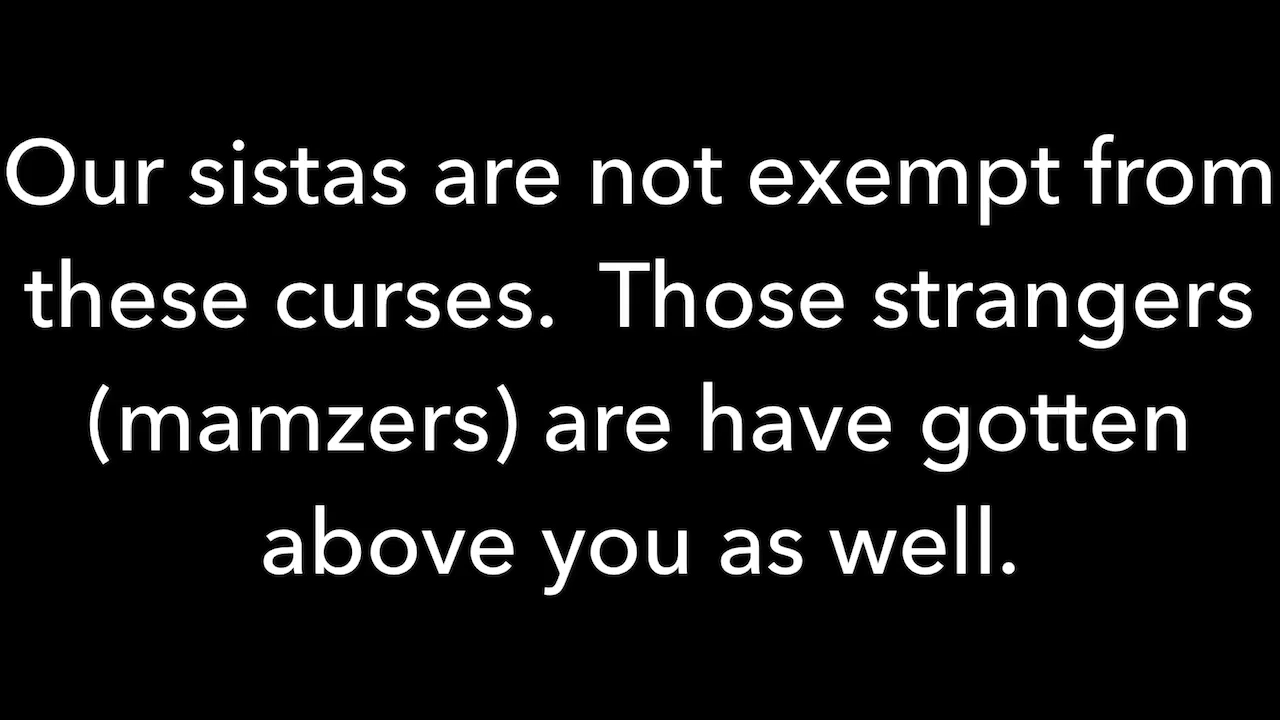 Our sistas are not exempt from
these curses.  Those strangers
(mamzers) are have gotten
above you as well.